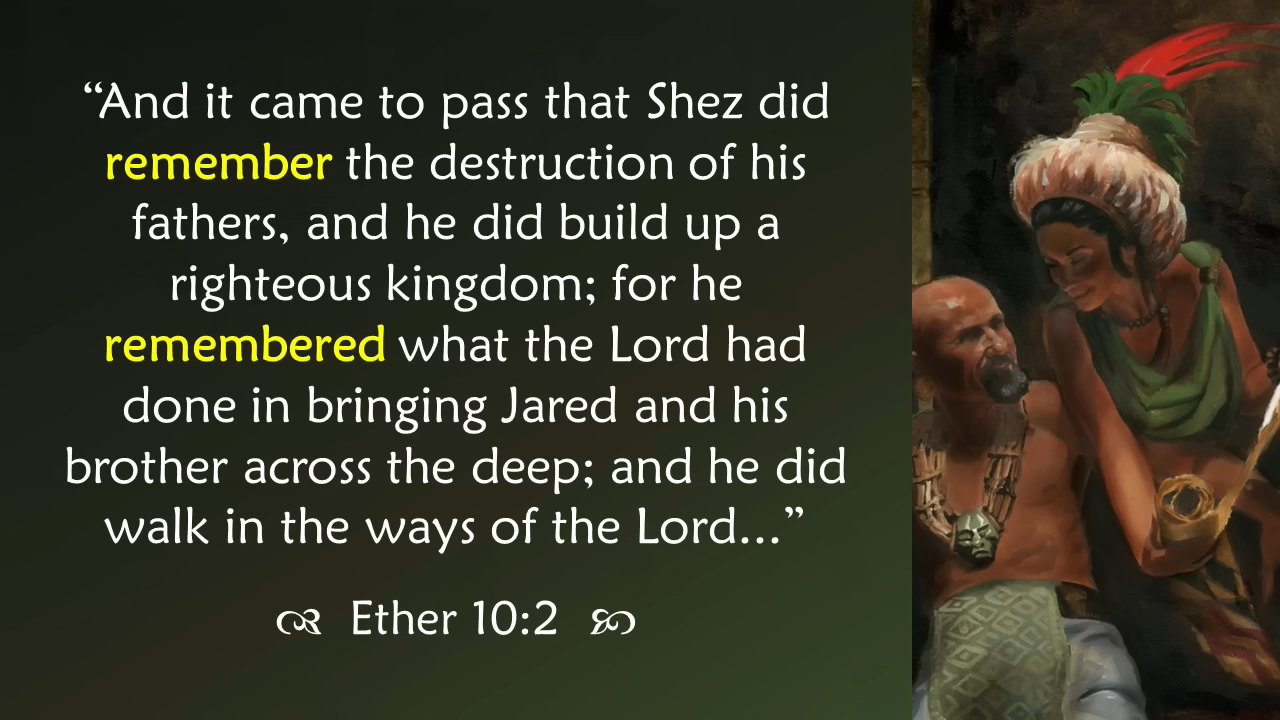 “And it came to pass that Shez did
remember the destruction of his
fathers, and he did build up a
righteous kingdom; for he
remembered what the Lord had
done in bringing Jared and his
brother across the deep; and he did
walk in the ways of the Lord...”
Ether 10:2